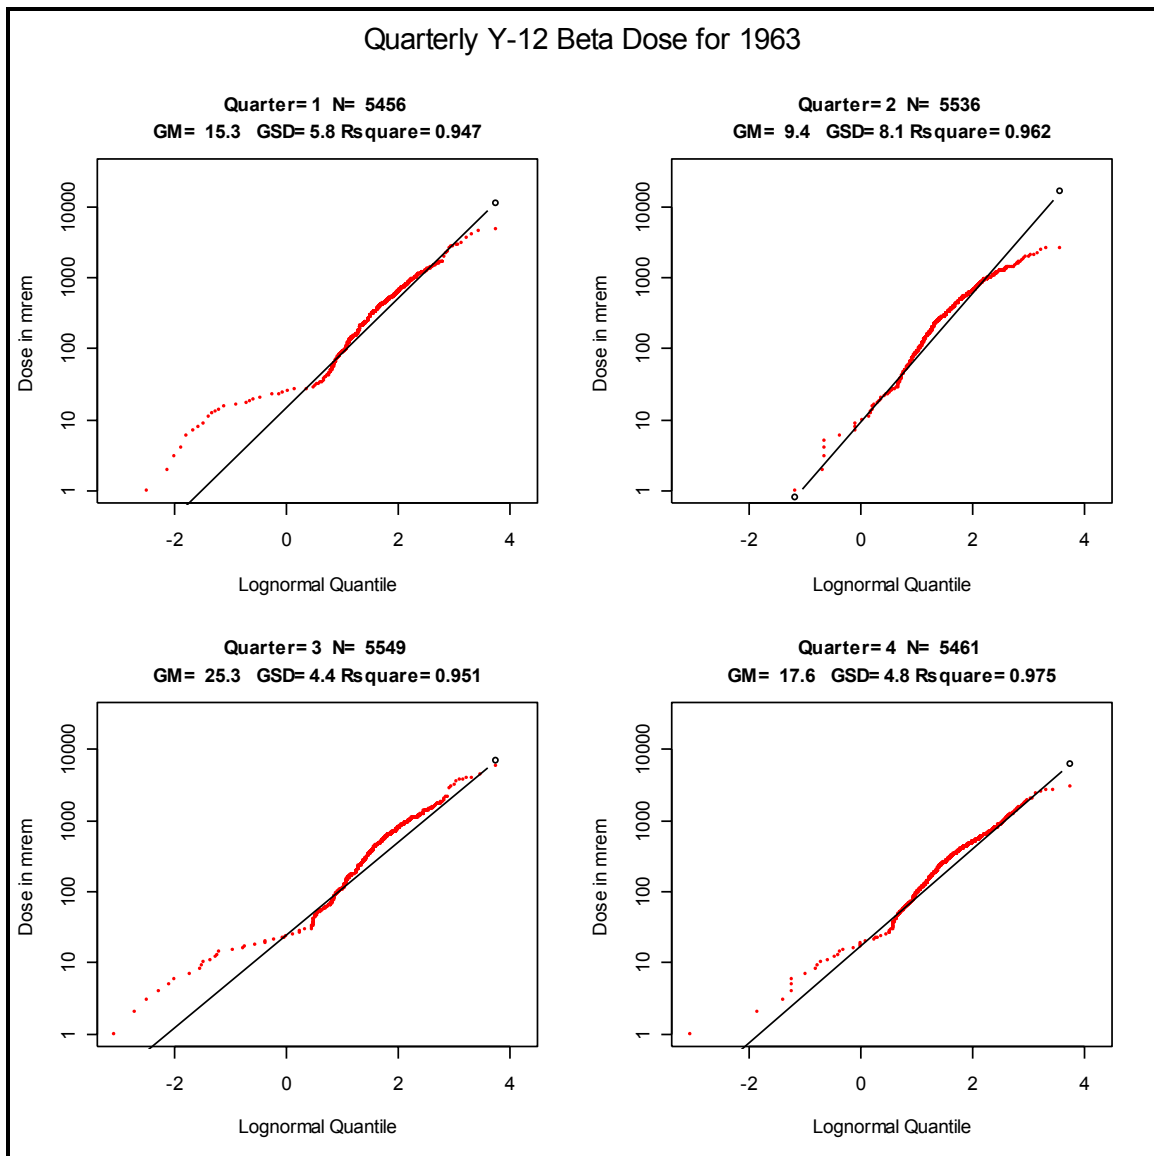 Quarterly Y-12 Beta Dose for 1963
Quarter= 1 N= 5456
GM= 15.3 GSD= 5.8 Rsquare= 0.947
Dose in mrem
10000
1000
100
10
1
-2 0 2 4
Lognormal Quantile
Quarter= 2 N= 5536
GM= 9.4 GSD= 8.1 Rsquare= 0.962
Dose in mrem
10000
1000
100
10
1
-2 0 2 4
Lognormal Quantile
Quarter= 3 N= 5549
GM= 25.3 GSD= 4.4 Rsquare= 0.951
Dose in mrem
10000
1000
100
10
1
-2 0 2 4
Lognormal Quantile
Quarter= 4 N= 5461
GM= 17.6 GSD= 4.8 Rsquare= 0.975
Dose in mrem
10000
1000
100
10
1
-2 0 2 4
Lognormal Quantile